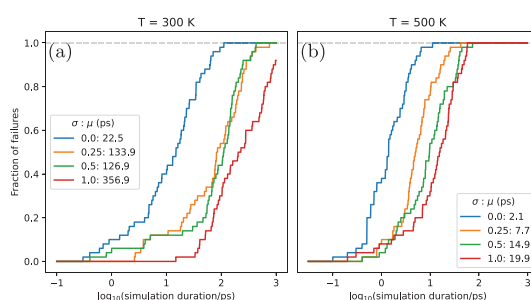 T = 300 K
T = 500 K
(a)
(b)
Fraction of failures
1.0
0.8
0.6
0.4
0.2
0.0
σ : μ (ps)
0.0: 22.5
0.25: 133.9
0.5: 126.9
1.0: 356.9
σ : μ (ps)
0.0: 2.1
0.25: 7.7
0.5: 14.9
1.0: 19.9
−1 0 1 2 3
−1 0 1 2 3
log10(simulation duration/ps)
log10(simulation duration/ps)